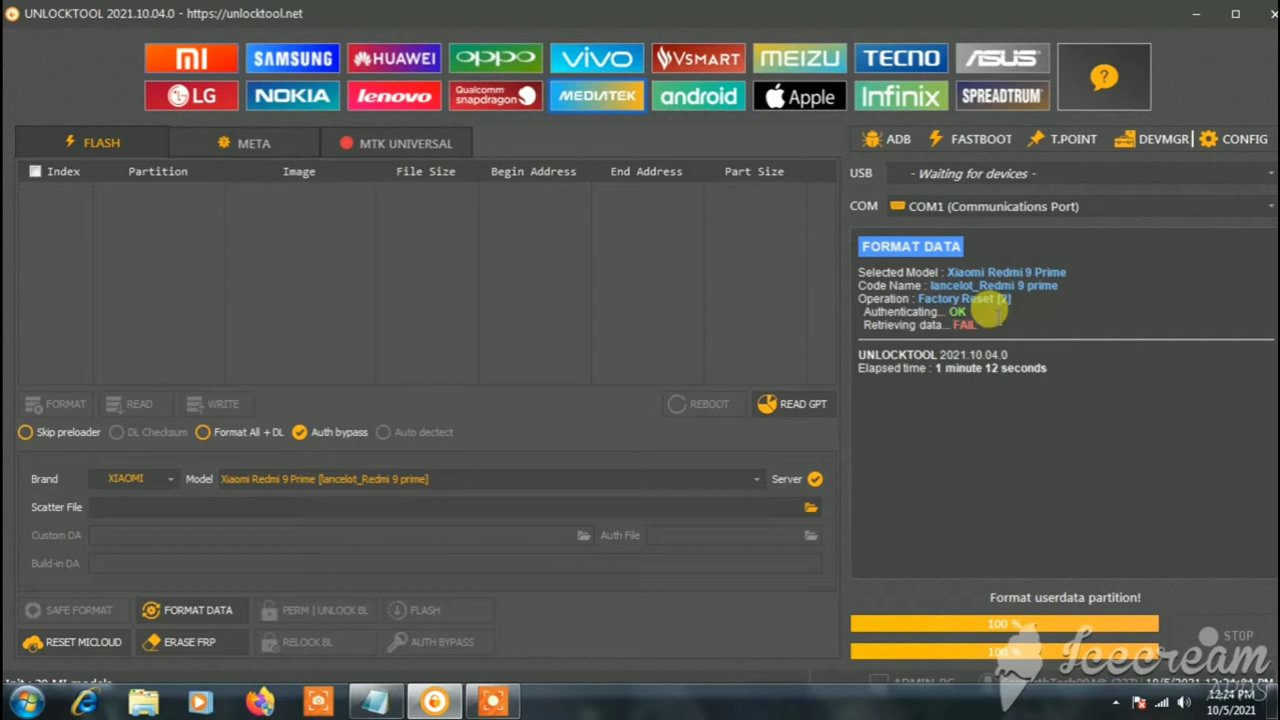 UNLOCKTOOL 2021.10.04.0 - https://unlocktool.net
MI SAMSUNG HUAWEI OPPO VIVO VSMART MEIZU TECNO ASUS
LG NOKIA lenovo Qualcomm snapdragon MEDIATEK android Apple Infinix SPREADTRUM ?
FLASH META MTK UNIVERSAL
ADB FASTBOOT T.POINT DEVMGR CONFIG
Index Partition Image File Size Begin Address End Address Part Size
USB - Waiting for devices -
COM COM1 (Communications Port)
FORMAT DATA
Selected Model : Xiaomi Redmi 9 Prime
Code Name : lancelot_Redmi 9 prime
Operation : Factory Reset [2]
Authenticating... OK
Retrieving data... FAIL
UNLOCKTOOL 2021.10.04.0
Elapsed time : 1 minute 12 seconds
FORMAT READ WRITE REBOOT READ GPT
Skip preloader DL Checksum Format All + DL Auth bypass Auto dectect
Brand XIAOMI Model Xiaomi Redmi 9 Prime [lancelot_Redmi 9 prime] Server
Scatter File
Custom DA Auth File
Build-in DA
SAFE FORMAT FORMAT DATA PERM | UNLOCK BL FLASH
RESET MICLOUD ERASE FRP RELOCK BL AUTH BYPASS
Format userdata partition!
100 %
100 %
STOP
Icecream
12:24 PM
10/5/2021